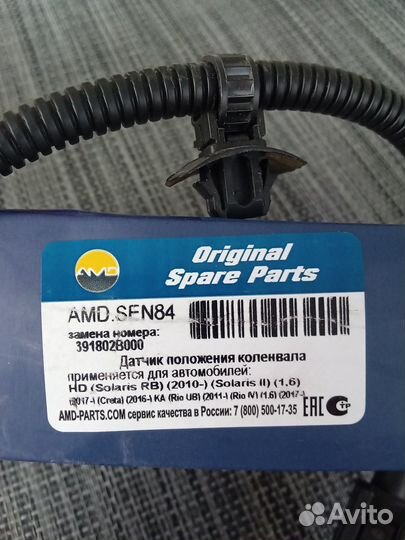 AMD
Original
Spare Parts
AMD.SEN84
замена номера:
391802B000
Датчик положения коленвала
применяется для автомобилей:
HD (Solaris RB) (2010-) (Solaris II) (1,6)
(2017-) (Creta) (2016-) KA (Rio UB) (2011-) (Rio IV) (1.6) (2017-)
AMD-PARTS.COM сервис качества в России: 7 (800) 500-17-35
EAC
TP
Avito